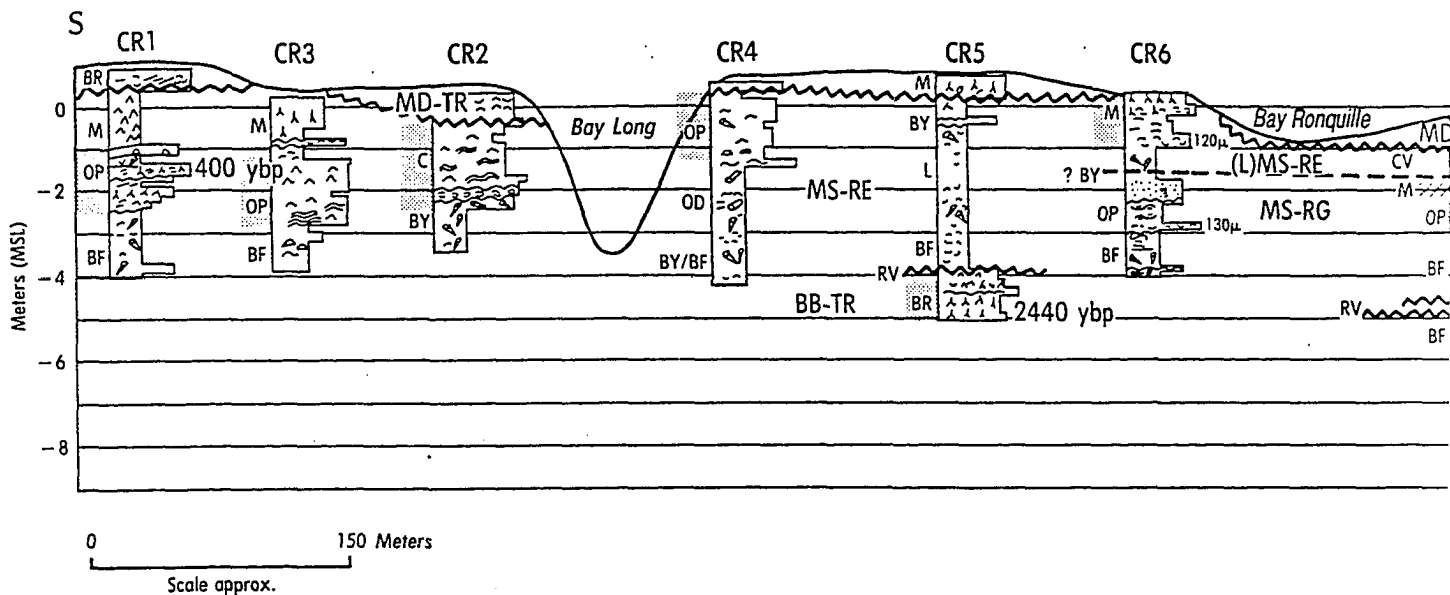 S
CR1
CR3
CR2
CR4
CR5
CR6
BR
MD-TR
Bay Long
OP
M
BY
M
Bay Ronquille
MD
0
M
M
C
L
120µ
(L)MS-RE
CV
OP
400 ybp
? BY
M
-2
OP
BY
OD
MS-RE
OP
MS-RG
130µ
OP
BF
BF
BY/BF
BF
BF
BF
-4
RV
BB-TR
BR
2440 ybp
RV
BF
-6
-8
Meters (MSL)
0
150 Meters
Scale approx.